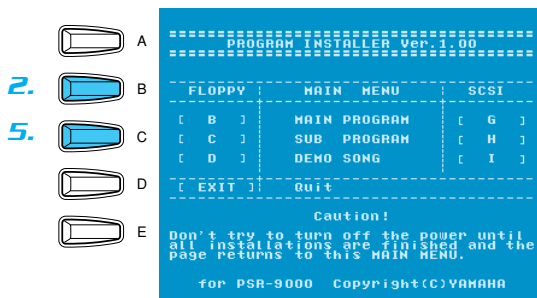 A
PROGRAM INSTALLER Ver.1.00
2. B
FLOPPY MAIN MENU SCSI
[ B ] MAIN PROGRAM [ G ]
5. C
[ C ] SUB PROGRAM [ H ]
[ D ] DEMO SONG [ I ]
D
[ EXIT ] Quit
Caution!
E
Don't try to turn off the power until
all installations are finished and the
page returns to this MAIN MENU.
for PSR-9000 Copyright(C)YAMAHA